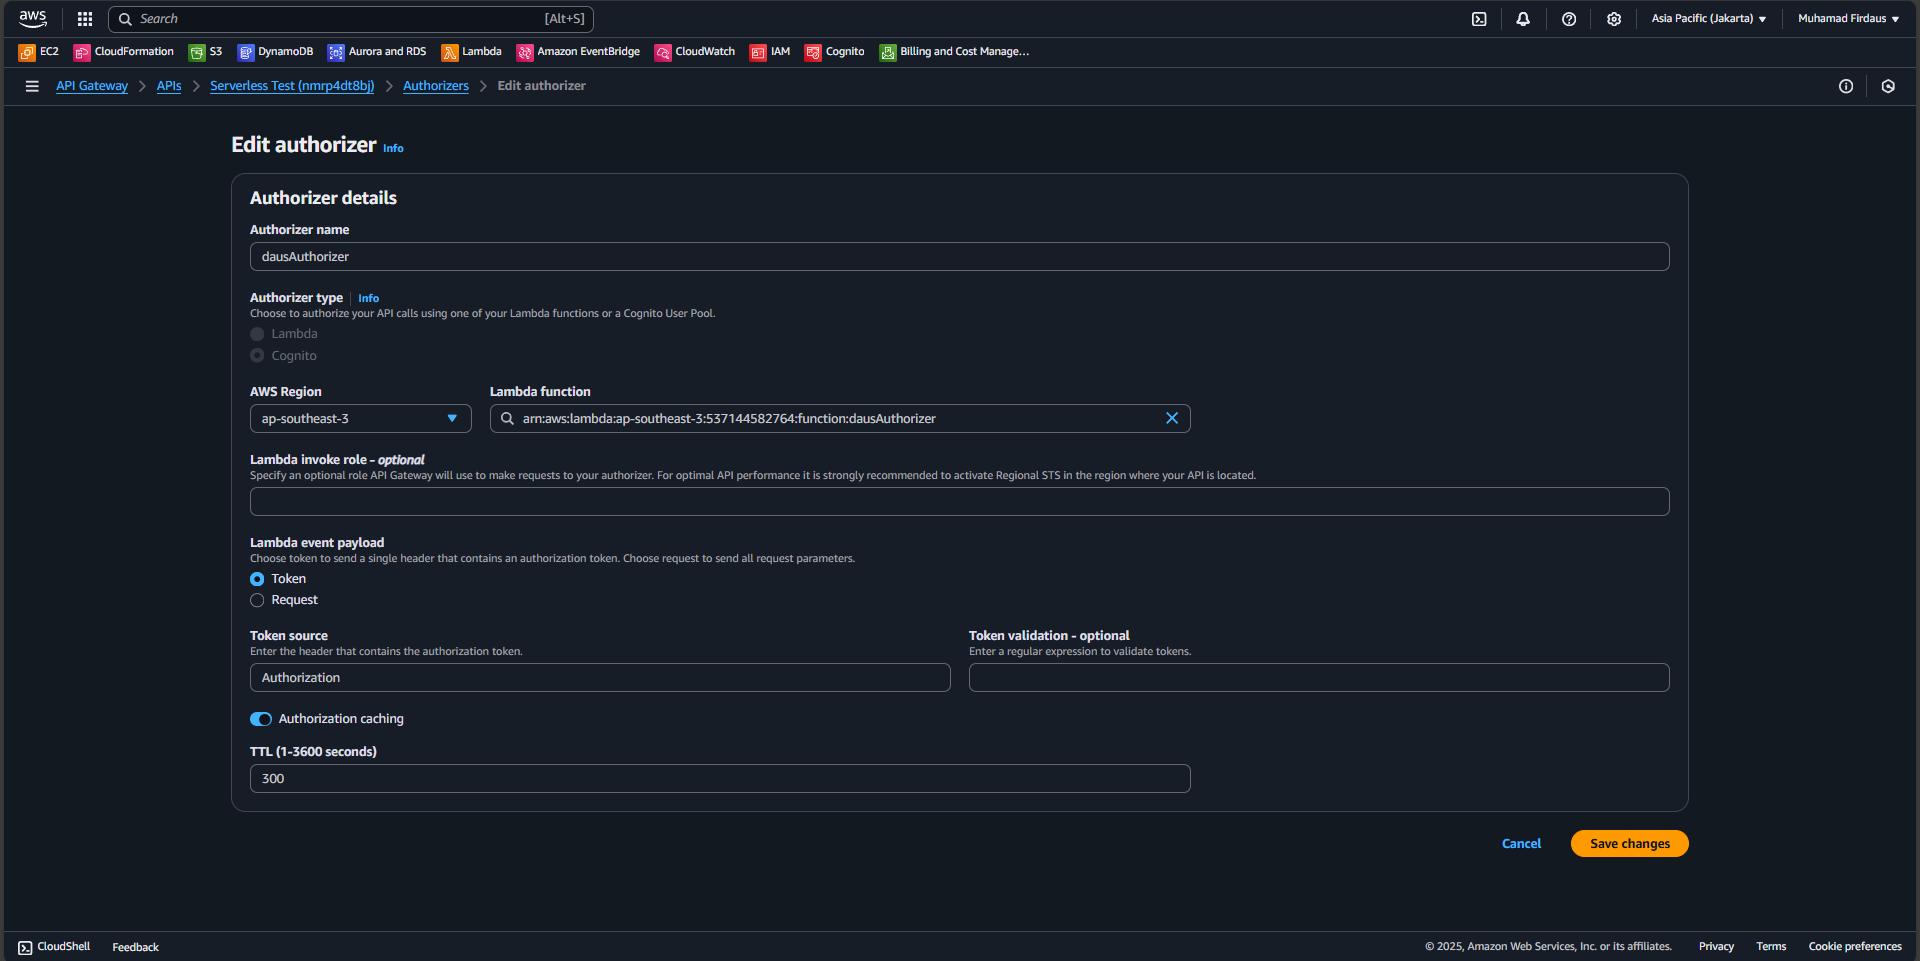 aws
Search [Alt+S]
Asia Pacific (Jakarta) Muhamad Firdaus
EC2 CloudFormation S3 DynamoDB Aurora and RDS Lambda Amazon EventBridge CloudWatch IAM Cognito Billing and Cost Manage...
API Gateway APIs Serverless Test (nmrp4dt8bj) Authorizers Edit authorizer
Edit authorizer Info
Authorizer details
Authorizer name
dausAuthorizer
Authorizer type Info
Choose to authorize your API calls using one of your Lambda functions or a Cognito User Pool.
Lambda
Cognito
AWS Region Lambda function
ap-southeast-3 arn:aws:lambda:ap-southeast-3:537144582764:function:dausAuthorizer
Lambda invoke role - optional
Specify an optional role API Gateway will use to make requests to your authorizer. For optimal API performance it is strongly recommended to activate Regional STS in the region where your API is located.
Lambda event payload
Choose token to send a single header that contains an authorization token. Choose request to send all request parameters.
Token
Request
Token source Token validation - optional
Enter the header that contains the authorization token. Enter a regular expression to validate tokens.
Authorization
Authorization caching
TTL (1-3600 seconds)
300
Cancel Save changes
CloudShell Feedback © 2025, Amazon Web Services, Inc. or its affiliates. Privacy Terms Cookie preferences